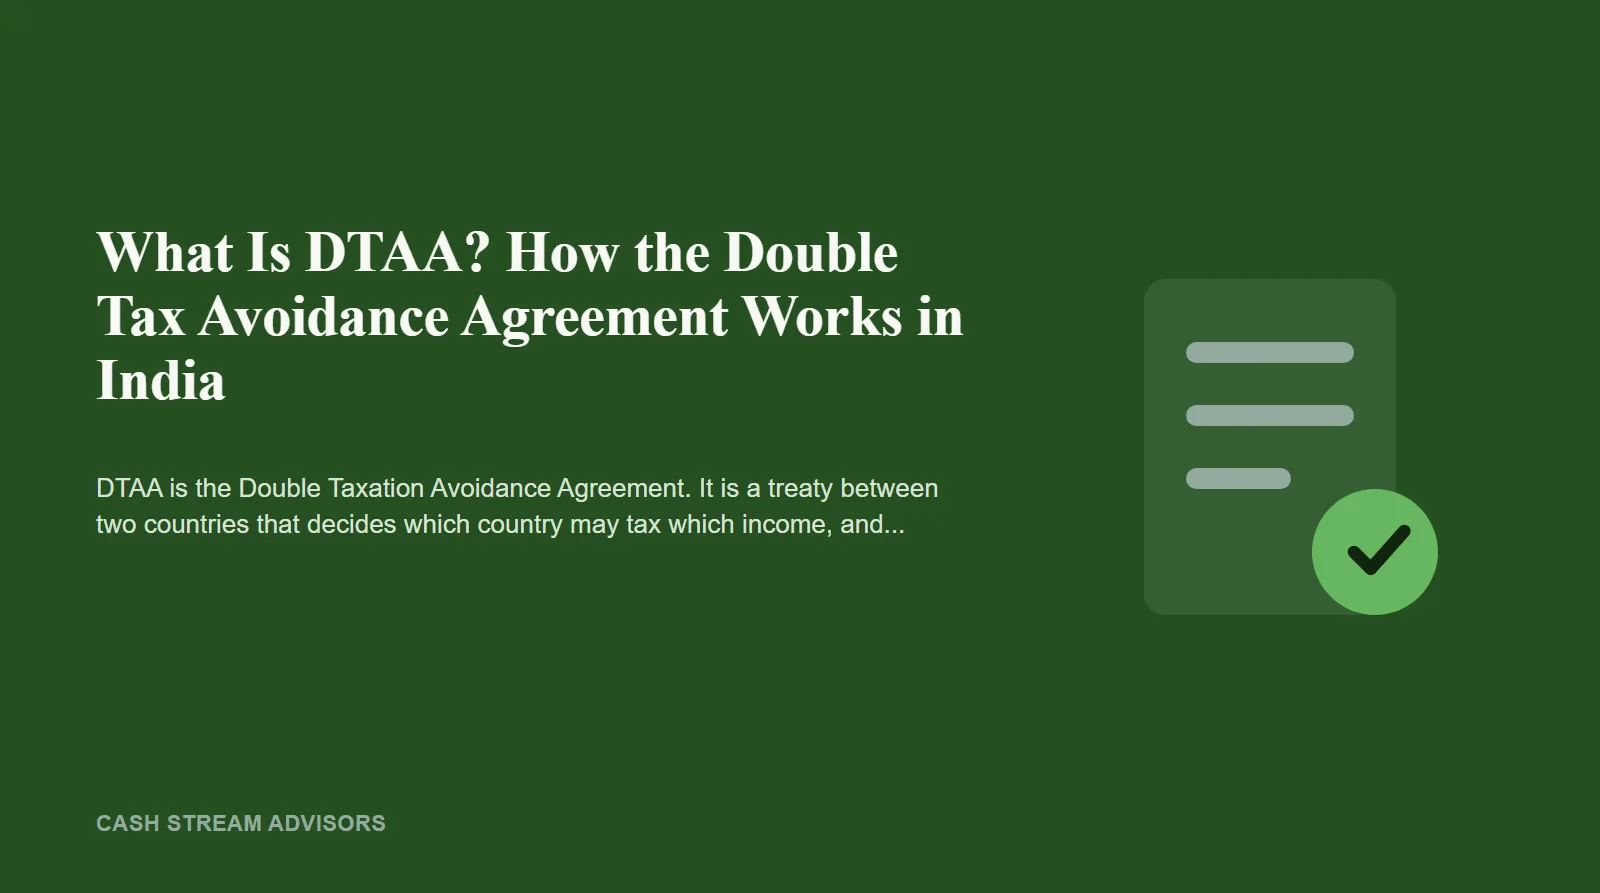 What Is DTAA? How the Double
Tax Avoidance Agreement Works in
India
DTAA is the Double Taxation Avoidance Agreement. It is a treaty between
two countries that decides which country may tax which income, and...
CASH STREAM ADVISORS